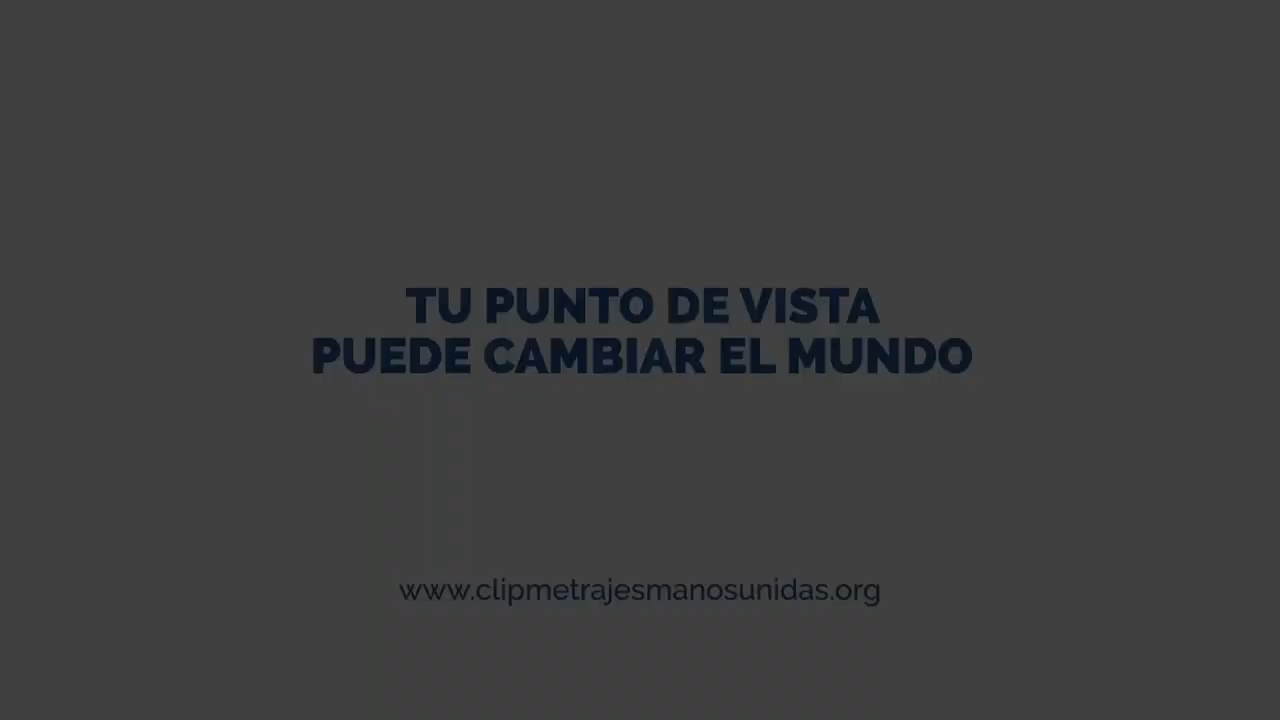 TU PUNTO DE VISTA
PUEDE CAMBIAR EL MUNDO
www.clipmetrajesmanosunidas.org